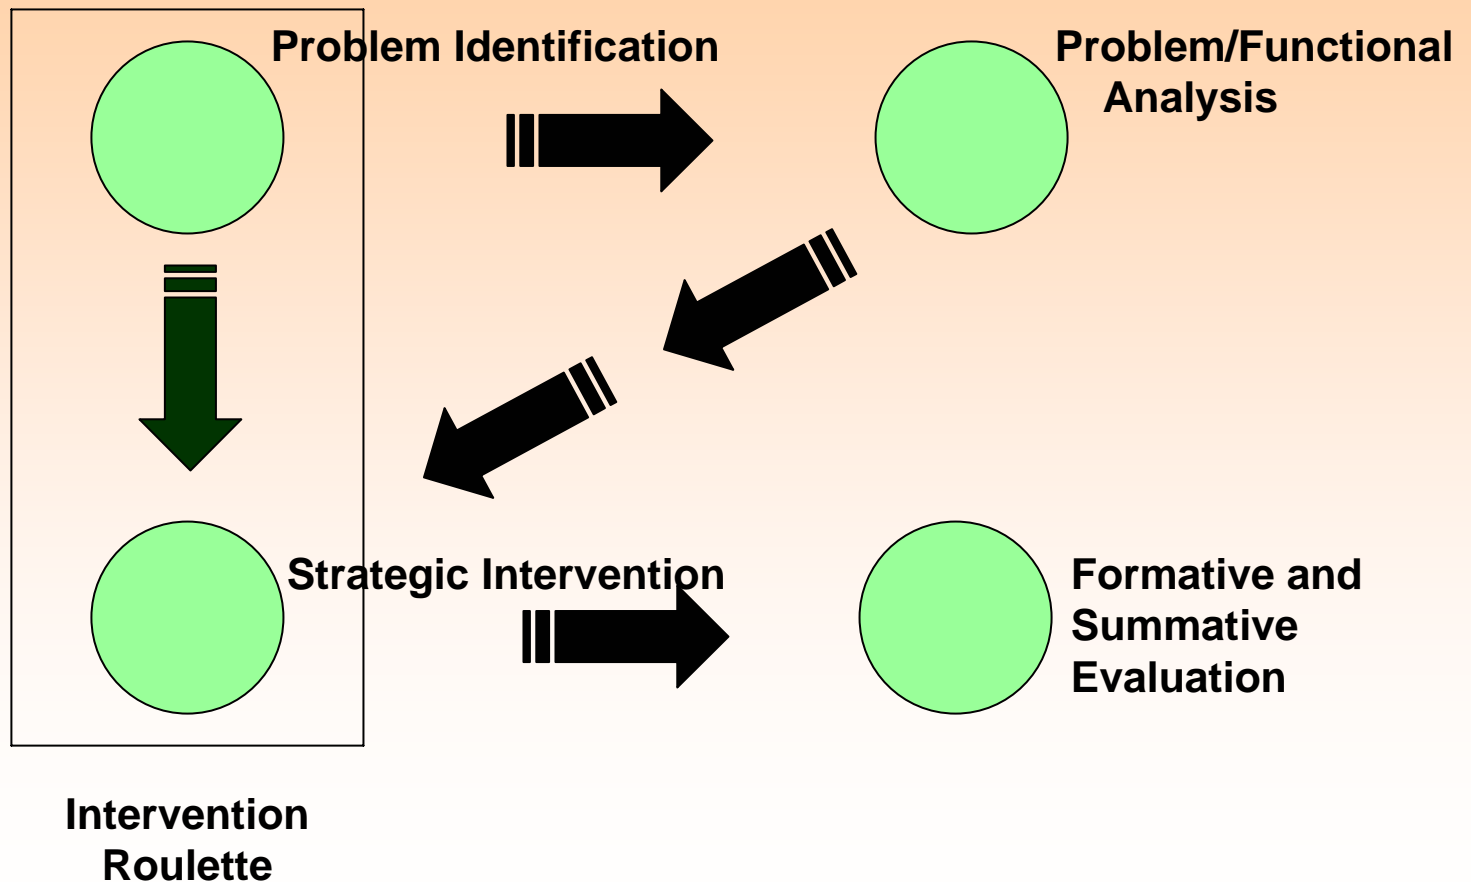 Problem Identification
Problem/Functional
Analysis
Strategic Intervention
Formative and
Summative
Evaluation
Intervention
Roulette